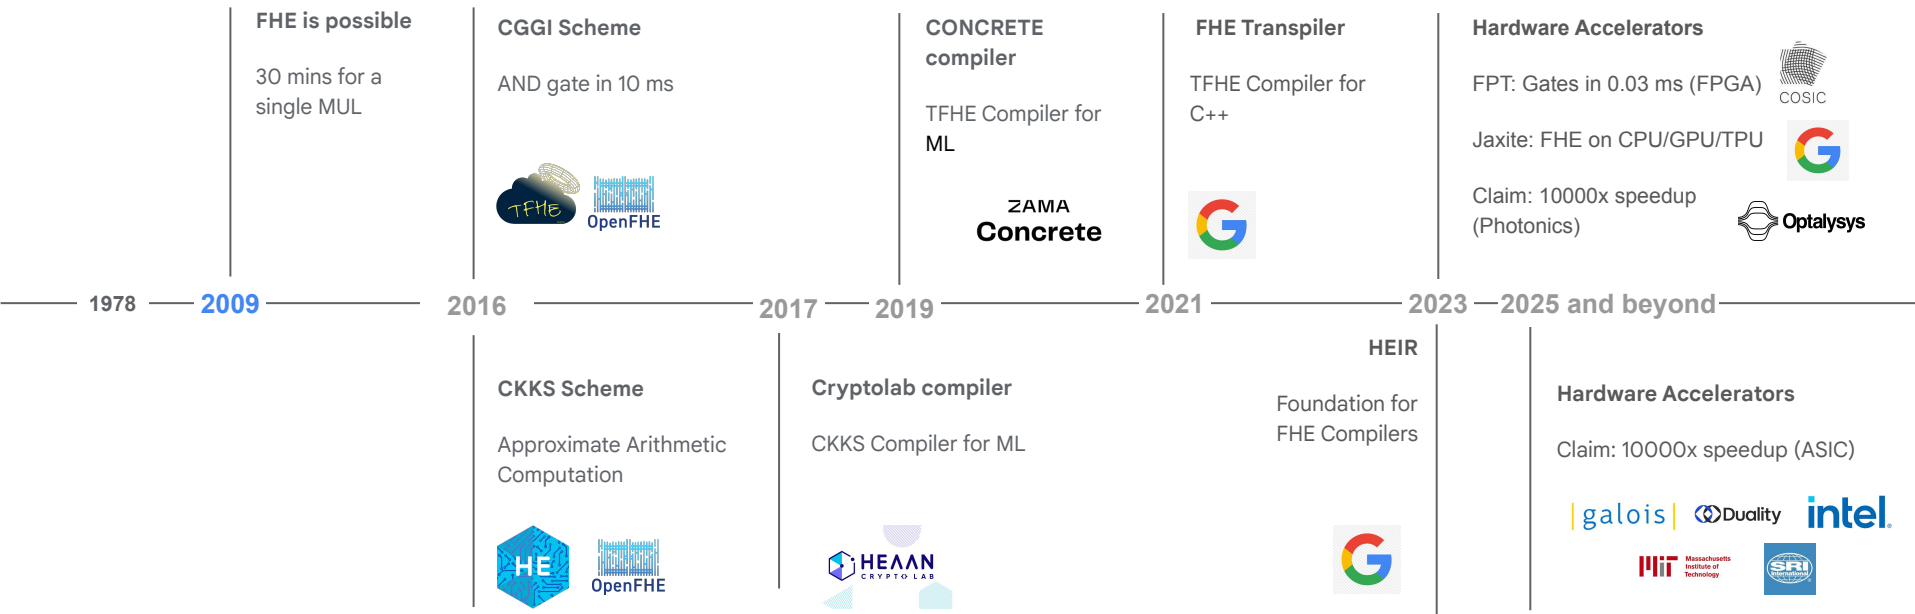 FHE is possible
30 mins for a
single MUL
CGGI Scheme
AND gate in 10 ms
TFHE
OpenFHE
CONCRETE
compiler
TFHE Compiler for
ML
ZAMA
Concrete
FHE Transpiler
TFHE Compiler for
C++
Hardware Accelerators
FPT: Gates in 0.03 ms (FPGA)
COSIC
Jaxite: FHE on CPU/GPU/TPU
Claim: 10000x speedup
(Photonics)
Optalysys
1978
2009
2016
2017
2019
2021
2023
2025 and beyond
CKKS Scheme
Approximate Arithmetic
Computation
HE
OpenFHE
Cryptolab compiler
CKKS Compiler for ML
HEAAN
CRYPTO LAB
HEIR
Foundation for
FHE Compilers
Hardware Accelerators
Claim: 10000x speedup (ASIC)
galois
Duality
intel.
Massachusetts
Institute of
Technology
SRI
International